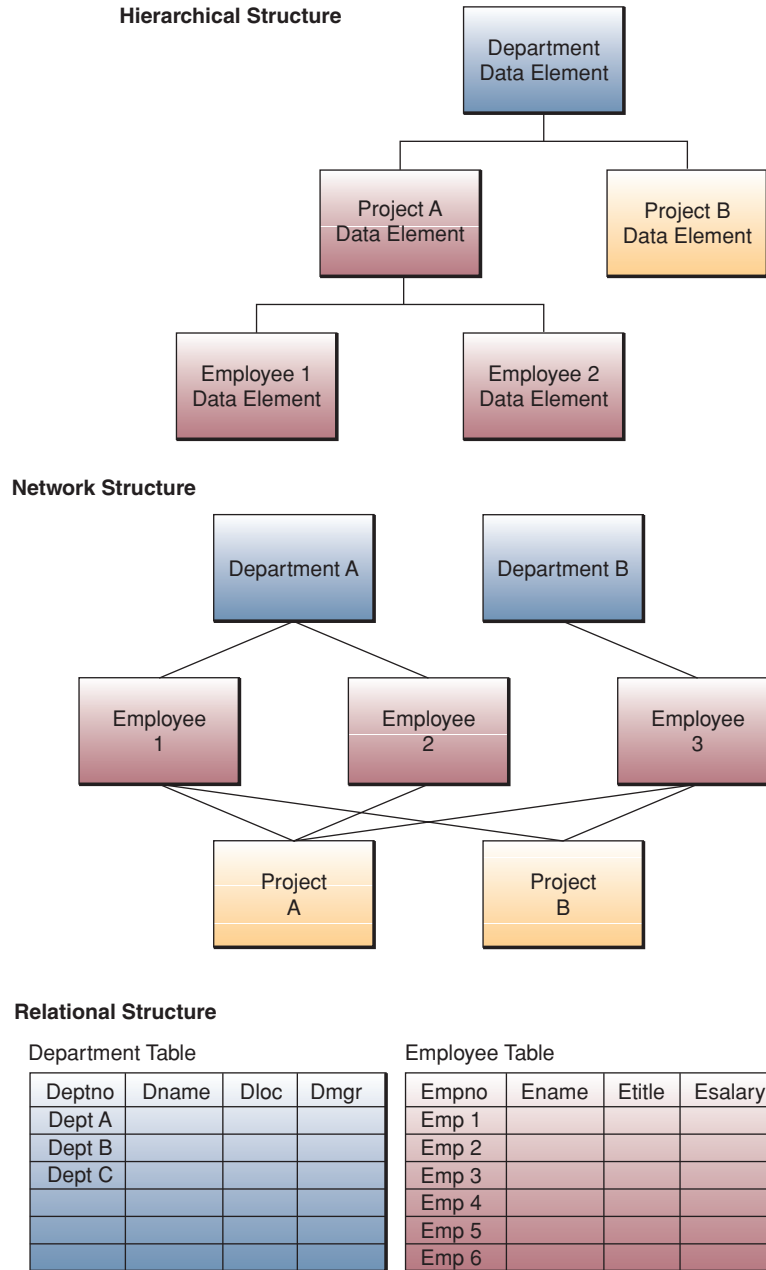 Hierarchical Structure
Department
Data Element
Project A
Data Element
Project B
Data Element
Employee 1
Data Element
Employee 2
Data Element
Network Structure
Department A
Department B
Employee
1
Employee
2
Employee
3
Project
A
Project
B
Relational Structure
Department Table
Deptno Dname Dloc Dmgr
Dept A
Dept B
Dept C
Employee Table
Empno Ename Etitle Esalary
Emp 1
Emp 2
Emp 3
Emp 4
Emp 5
Emp 6